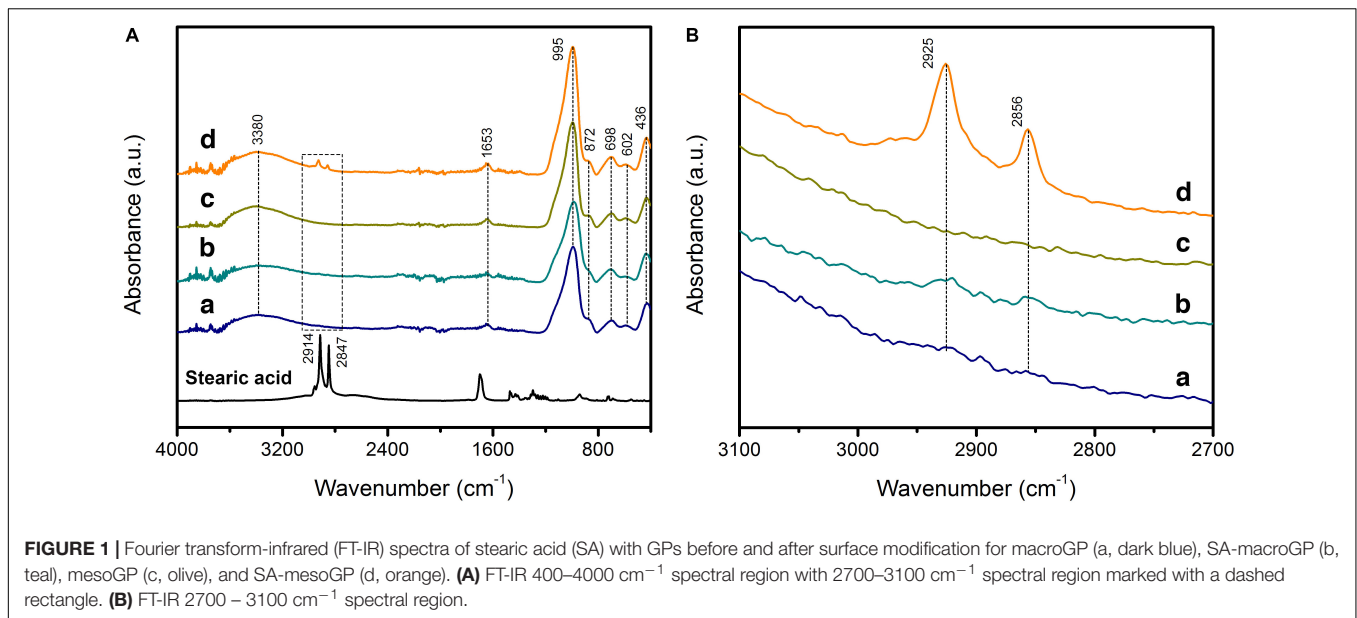 A
B
Absorbance (a.u.)
3380
1653
995
872
698
602
436
d
c
b
a
2914
2847
Stearic acid
4000 3200 2400 1600 800
Wavenumber (cm-1)
Absorbance (a.u.)
2925
2856
d
c
b
a
3100 3000 2900 2800 2700
Wavenumber (cm-1)
FIGURE 1 | Fourier transform-infrared (FT-IR) spectra of stearic acid (SA) with GPs before and after surface modification for macroGP (a, dark blue), SA-macroGP (b,
teal), mesoGP (c, olive), and SA-mesoGP (d, orange). (A) FT-IR 400–4000 cm−1 spectral region with 2700–3100 cm−1 spectral region marked with a dashed
rectangle. (B) FT-IR 2700 – 3100 cm−1 spectral region.